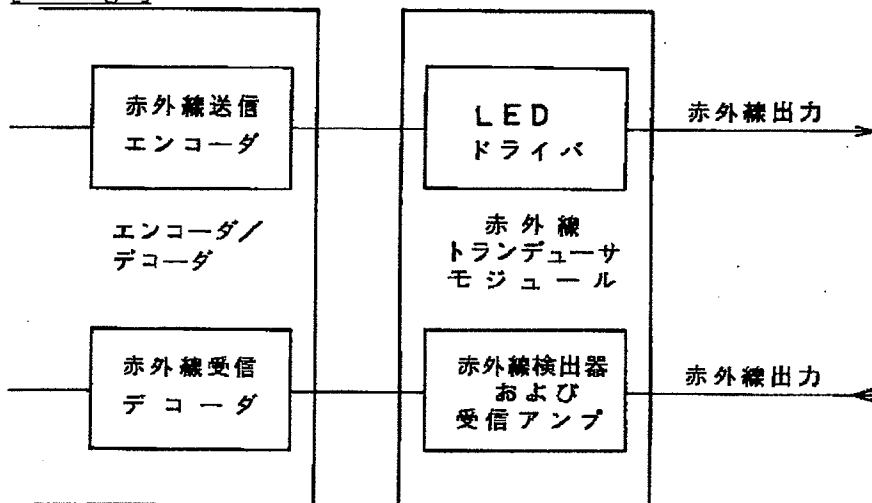 赤外線送信
エンコーダ
LED
ドライバ
赤外線出力
エンコーダ/
デコーダ
赤外線
トランデューサ
モジュール
赤外線受信
デコーダ
赤外線検出器
および
受信アンプ
赤外線出力